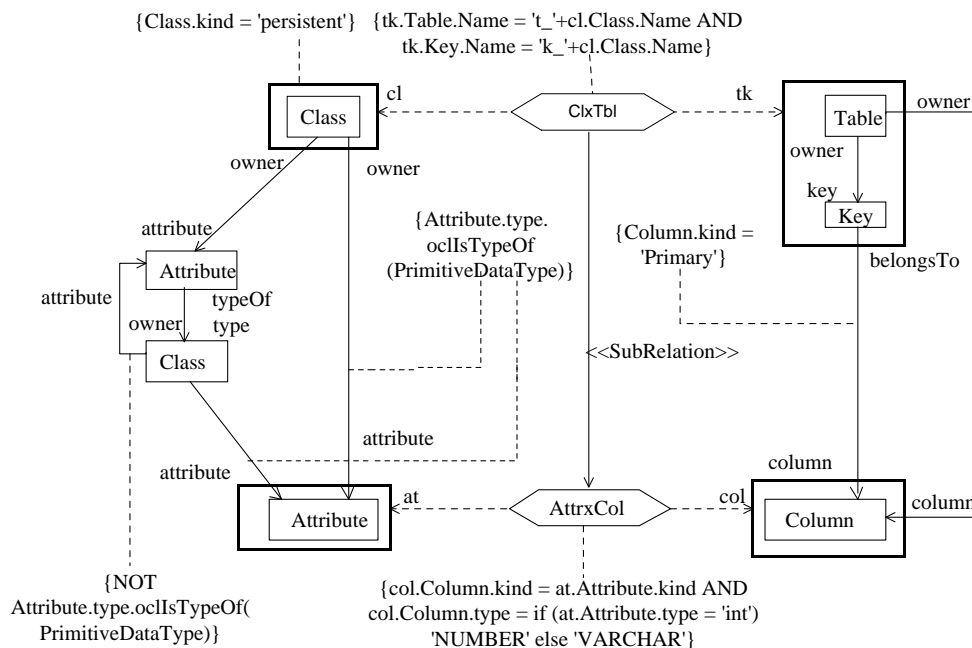 {Class.kind = 'persistent'}
{tk.Table.Name = 't_'+cl.Class.Name AND
tk.Key.Name = 'k_'+cl.Class.Name}
cl
ClxTbl
tk
Class
Table
owner
owner
owner
owner
key
Key
{Attribute.type.
oclIsTypeOf
(PrimitiveDataType)}
{Column.kind =
'Primary'}
attribute
belongsTo
Attribute
attribute
typeOf
owner
type
Class
<<SubRelation>>
attribute
attribute
column
at
col
Attribute
AttrxCol
Column
column
{NOT
Attribute.type.oclIsTypeOf(
PrimitiveDataType)}
{col.Column.kind = at.Attribute.kind AND
col.Column.type = if (at.Attribute.type = 'int')
'NUMBER' else 'VARCHAR'}